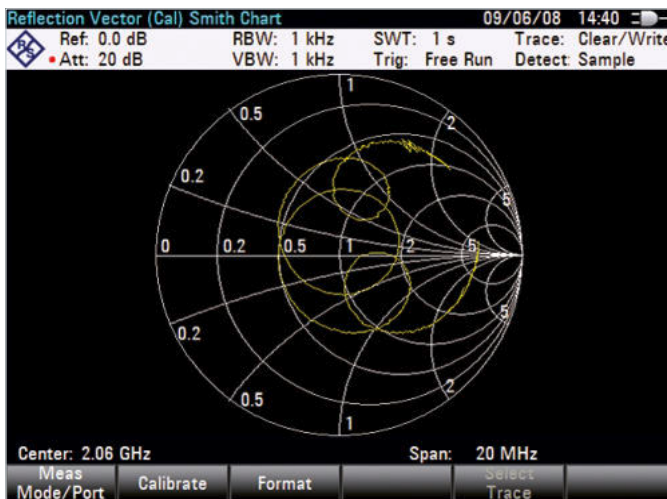 Reflection Vector (Cal) Smith Chart 09/06/08 14:40
Ref: 0.0 dB RBW: 1 kHz SWT: 1 s Trace: Clear/Write
Att: 20 dB VBW: 1 kHz Trig: Free Run Detect: Sample
R&S
1
0.5 2
0.2 5
0 0.2 0.5 1 2 5
0.2 5
0.5 2
1
Center: 2.06 GHz Span: 20 MHz
Meas Mode/Port Calibrate Format Select Trace